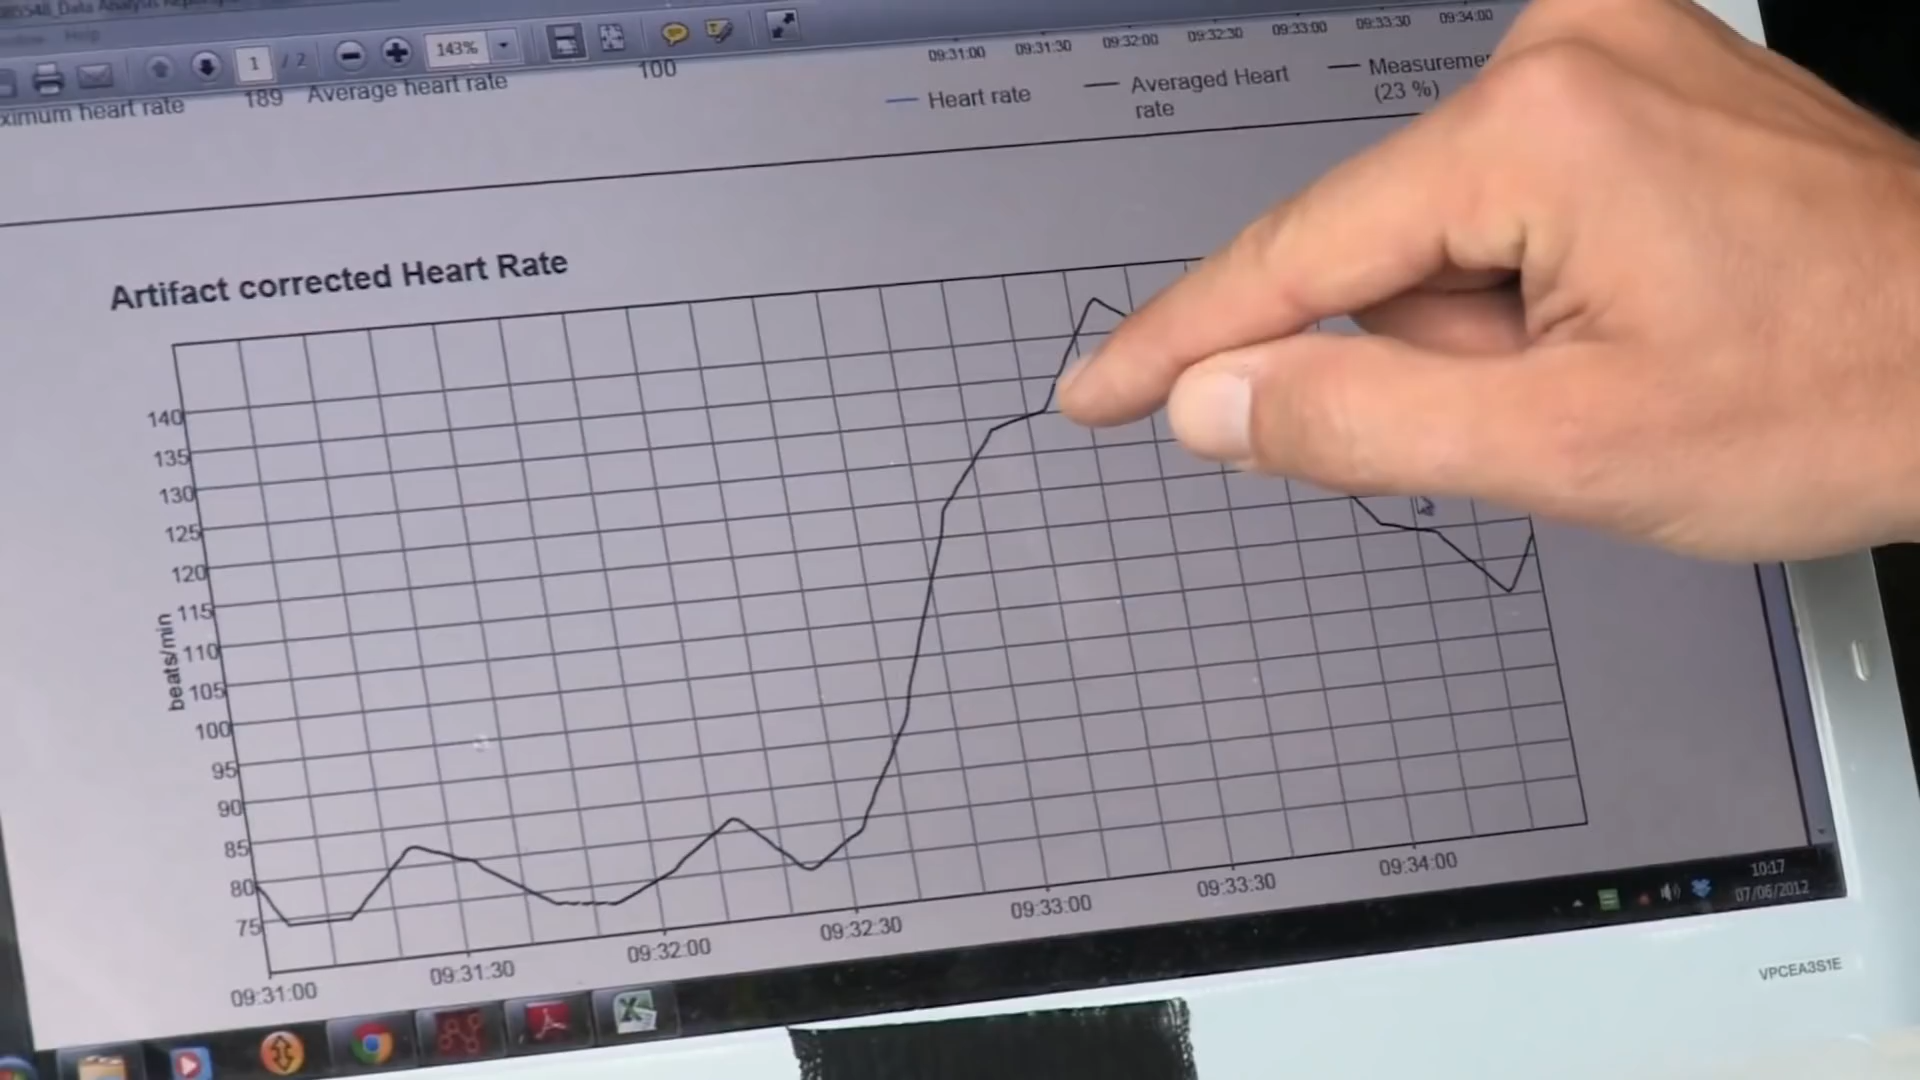 Help
1 / 2
143%
ximum heart rate 189 Average heart rate 100
09:31:00 09:31:30 09:32:00 09:32:30 09:33:00 09:33:30 09:34:00
Heart rate
Averaged Heart
rate
Measureme
(23 %)
Artifact corrected Heart Rate
140
135
130
125
120
115
110
105
100
95
90
85
80
75
beats/min
09:31:00
09:31:30
09:32:00
09:32:30
09:33:00
09:33:30
09:34:00
10:17
07/06/2012
VPCEA3S1E